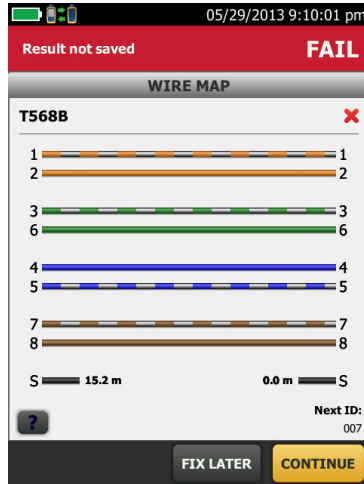 05/29/2013 9:10:01 pm
Result not saved FAIL
WIRE MAP
T568B
1 1
2 2
3 3
6 6
4 4
5 5
7 7
8 8
S 15.2 m 0.0 m S
? Next ID:
007
FIX LATER CONTINUE